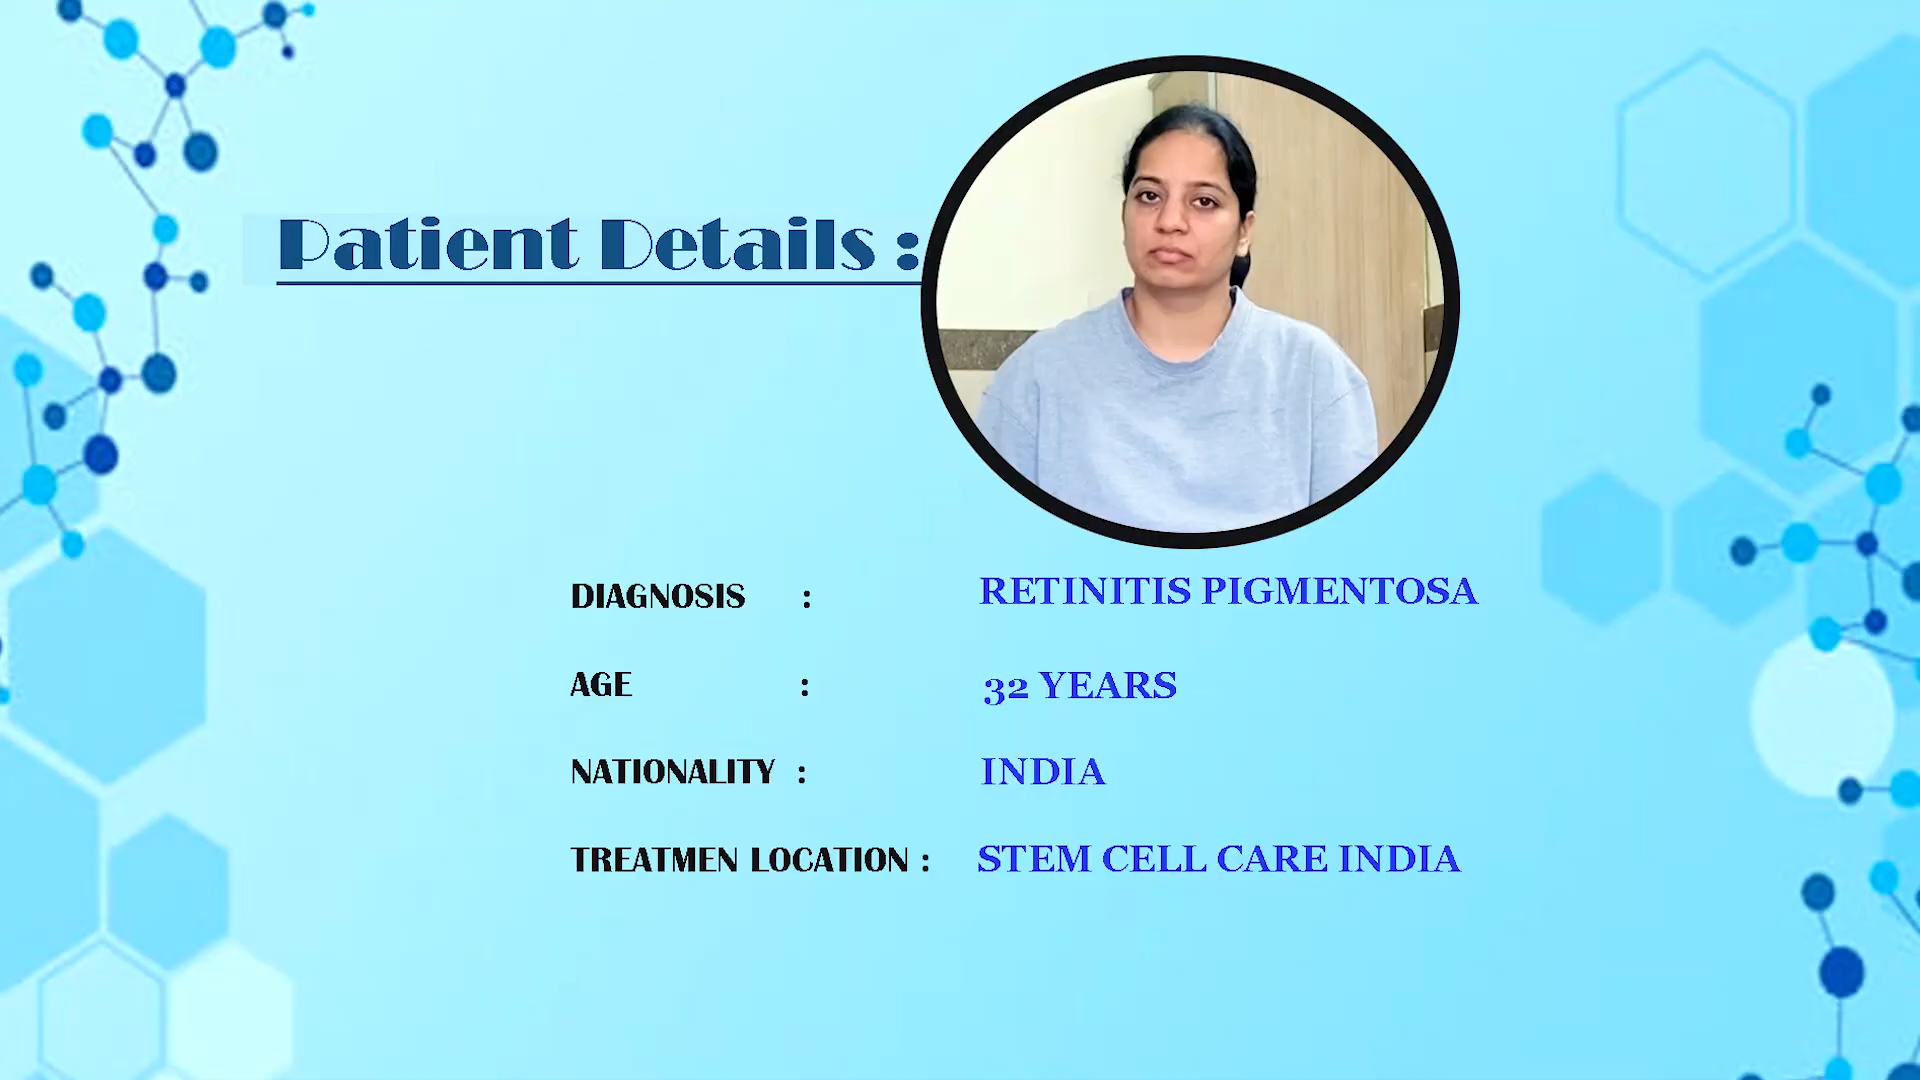 Patient Details :
DIAGNOSIS : RETINITIS PIGMENTOSA
AGE : 32 YEARS
NATIONALITY : INDIA
TREATMEN LOCATION : STEM CELL CARE INDIA